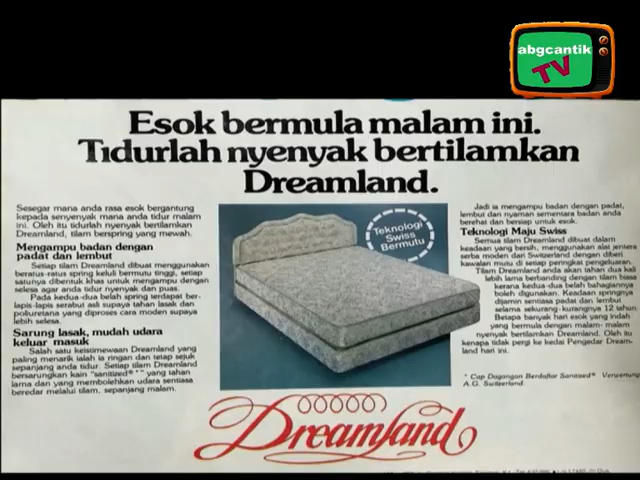 abgcantik
TV
Esok bermula malam ini.
Tidurlah nyenyak bertilamkan
Dreamland.
Sesegar mana anda rasa esok bergantung
kepada senyenyak mana anda tidur malam
ini. Oleh itu tidurlah nyenyak bertilamkan
Dreamland, tilam berspring yang mewah.
Mengampu badan dengan
padat dan lembut
Setiap tilam Dreamland dibuat menggunakan
beratus-ratus spring keluli bermutu tinggi, setiap
satunya dibentuk khas untuk mengampu dengan
selesa agar anda tidur nyenyak dan puas.
Pada kedua-dua belah spring terdapat ber-
lapis-lapis serabut asli supaya tahan lasak dan
poliuretana yang diproses cara moden supaya
lebih selesa.
Sarung lasak, mudah udara
keluar masuk
Salah satu keistimewaan Dreamland yang
paling menarik ialah ia ringan dan tetap sejuk
sepanjang anda tidur. Setiap tilam Dreamland
bersarungkan kain "sanitized®*" yang tahan
lama dan yang membolehkan udara sentiasa
beredar melalui tilam, sepanjang malam.
Teknologi
Swiss
Bermutu
Jadi ia mengampu badan dengan padat,
lembut dan nyaman sementara badan anda
berehat dan bersiap untuk esok.
Teknologi Maju Swiss
Semua tilam Dreamland dibuat dalam
keadaan yang bersih, menggunakan alat jentera
serba moden dari Switzerland dengan diberi
kawalan mutu di setiap peringkat pengeluaran.
Tilam Dreamland anda akan tahan dua kali
lebih lama berbanding dengan tilam biasa
kerana kedua-dua belah bahagiannya
boleh digunakan. Keadaan springnya
dijamin sentiasa padat dan lembut
selama sekurang-kurangnya 12 tahun
Betapa banyak hari esok yang indah
yang bermula dengan malam-malam
nyenyak bertilamkan Dreamland. Oleh itu
kenapa tidak pergi ke kedai Pengedar Dream-
land hari ini.
* Cap Dagangan Berdaftar Sanitized® Verwertung
A.G. Switzerland.
Dreamland